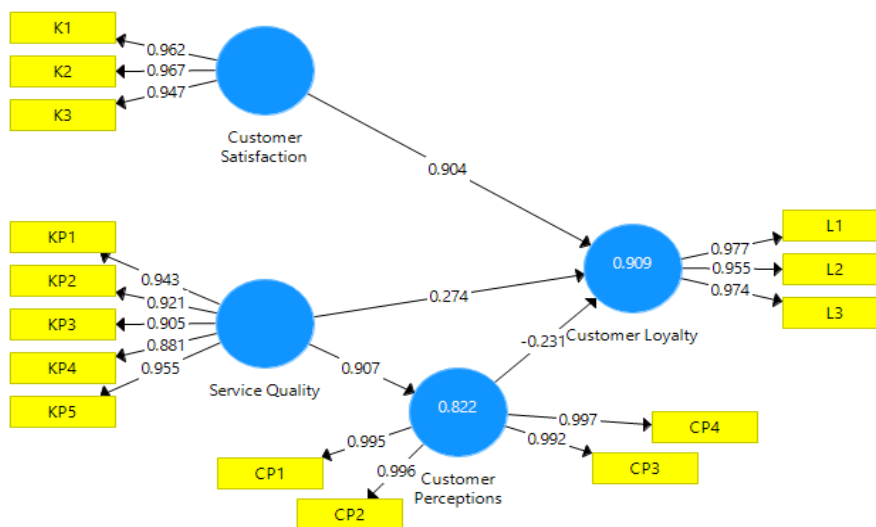 K1
0.962
K2
0.967
K3
0.947
Customer
Satisfaction
0.904
KP1
0.943
KP2
0.921
KP3
0.905
KP4
0.881
KP5
0.955
Service Quality
0.274
0.907
0.909
Customer Loyalty
-0.231
L1
0.977
L2
0.955
L3
0.974
0.822
Customer
Perceptions
CP1
0.995
CP2
0.996
CP3
0.992
CP4
0.997